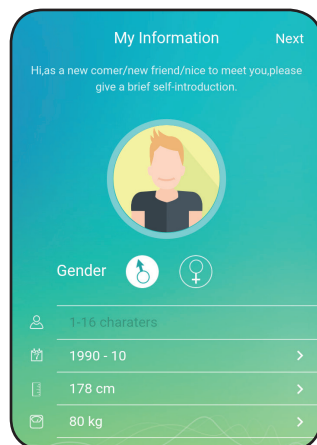 My Information
Next
Hi,as a new comer/new friend/nice to meet you,please
give a brief self-introduction.
Gender
1-16 charaters
1990 - 10
178 cm
80 kg